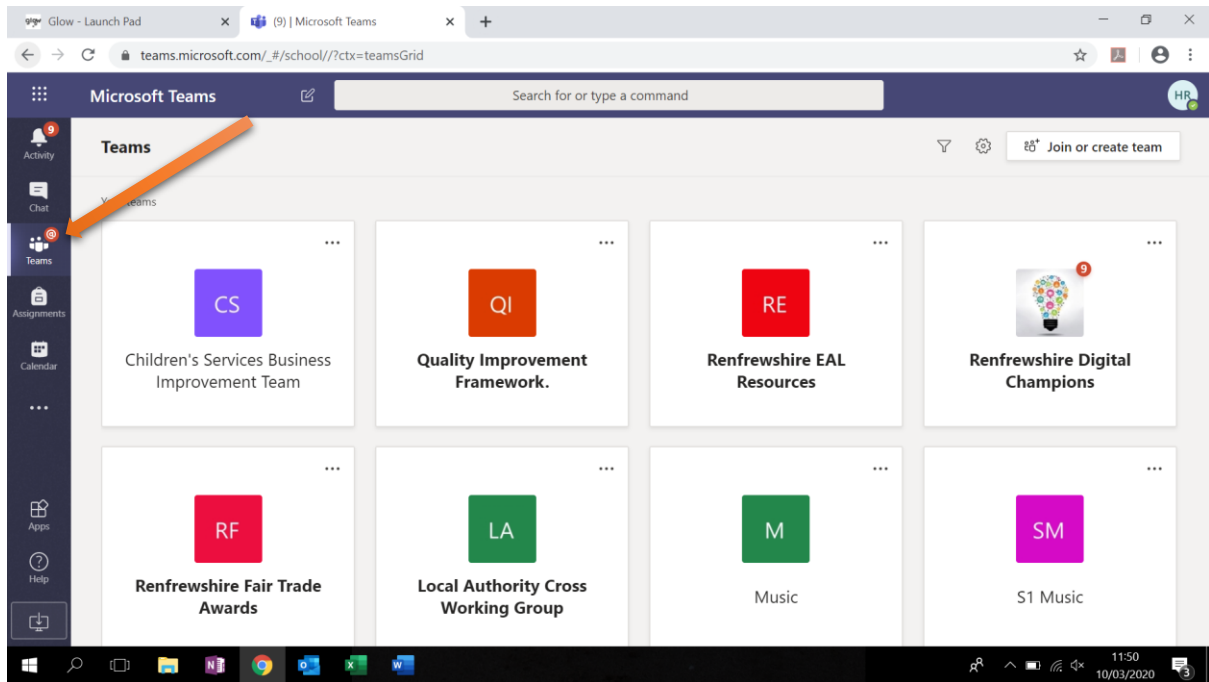 glow Glow - Launch Pad
(9) | Microsoft Teams
teams.microsoft.com/_#/school//?ctx=teamsGrid
Microsoft Teams
Search for or type a command
HR
9
Activity
Chat
@
Teams
Assignments
Calendar
Apps
Help
Teams
Join or create team
teams
CS
Children's Services Business
Improvement Team
QI
Quality Improvement
Framework.
RE
Renfrewshire EAL
Resources
9
Renfrewshire Digital
Champions
RF
Renfrewshire Fair Trade
Awards
LA
Local Authority Cross
Working Group
M
Music
SM
S1 Music
11:50
10/03/2020
3